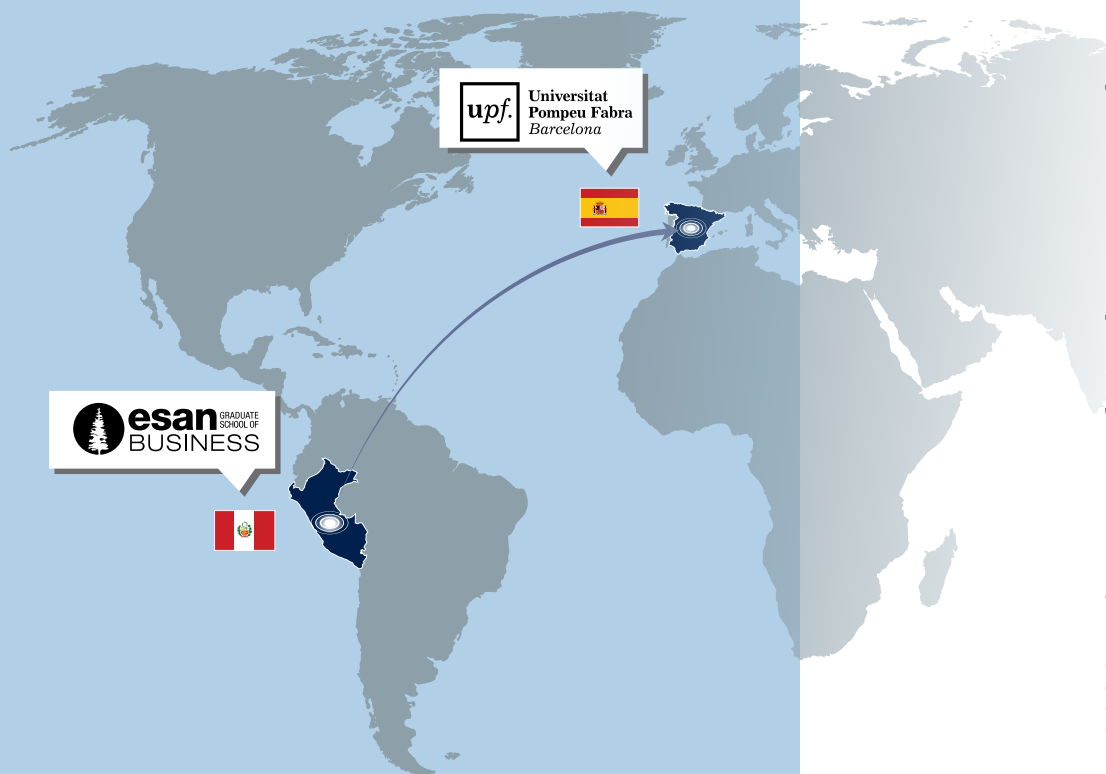 upf.
Universitat
Pompeu Fabra
Barcelona
esan GRADUATE
SCHOOL OF
BUSINESS